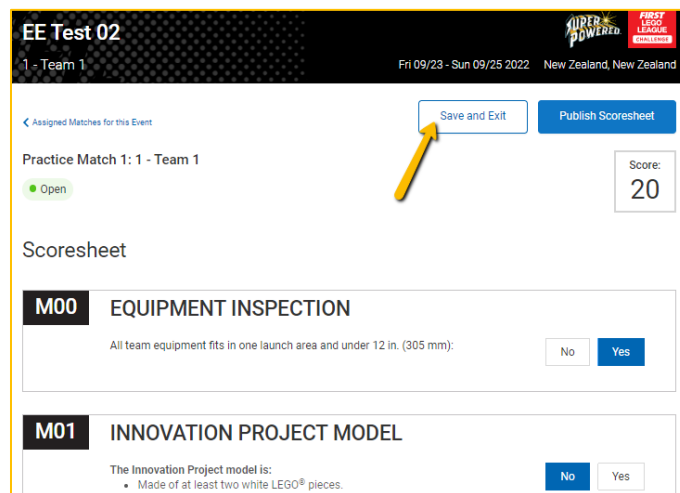 EE Test 02
SUPER POWERED
FIRST
LEGO
LEAGUE
CHALLENGE
1 - Team 1
Fri 09/23 - Sun 09/25 2022
New Zealand, New Zealand
Assigned Matches for this Event
Save and Exit
Publish Scoresheet
Practice Match 1: 1 - Team 1
Open
Score:
20
Scoresheet
M00 EQUIPMENT INSPECTION
All team equipment fits in one launch area and under 12 in. (305 mm):
No Yes
M01 INNOVATION PROJECT MODEL
The Innovation Project model is:
No Yes
• Made of at least two white LEGO® pieces.